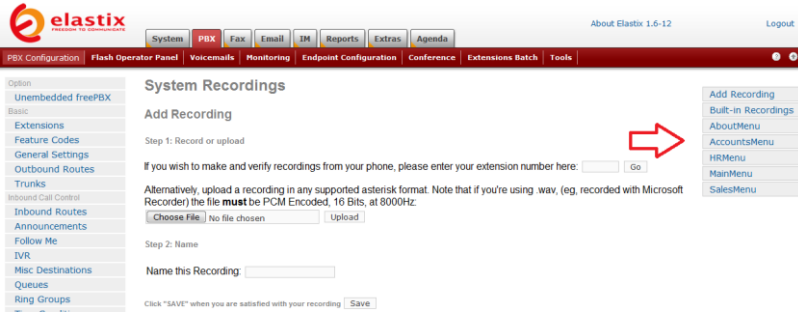 elastix
FREEDOM TO COMMUNICATE
About Elastix 1.6-12
Logout
System PBX Fax Email IM Reports Extras Agenda
PBX Configuration Flash Operator Panel Voicemails Monitoring Endpoint Configuration Conference Extensions Batch Tools
Option
Unembedded freePBX
Basic
Extensions
Feature Codes
General Settings
Outbound Routes
Trunks
Inbound Call Control
Inbound Routes
Announcements
Follow Me
IVR
Misc Destinations
Queues
Ring Groups
System Recordings
Add Recording
Step 1: Record or upload
If you wish to make and verify recordings from your phone, please enter your extension number here: Go
Alternatively, upload a recording in any supported asterisk format. Note that if you're using .wav, (eg, recorded with Microsoft
Recorder) the file must be PCM Encoded, 16 Bits, at 8000Hz:
Choose File No file chosen Upload
Step 2: Name
Name this Recording:
Click "SAVE" when you are satisfied with your recording Save
Add Recording
Built-in Recordings
AboutMenu
AccountsMenu
HRMenu
MainMenu
SalesMenu